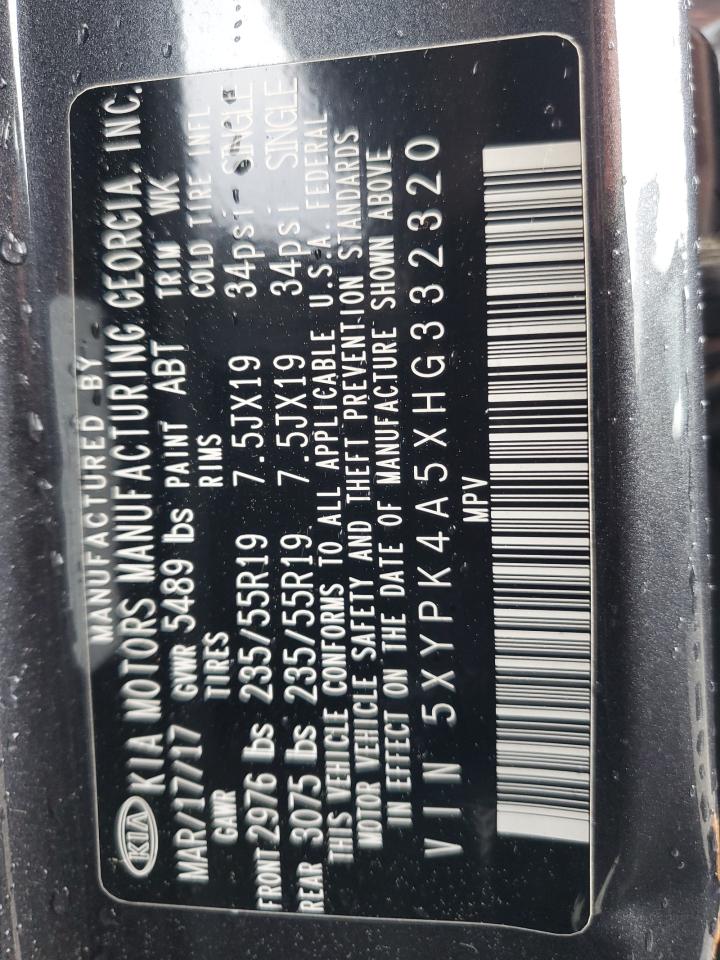 MANUFACTURED BY
KIA KIA MOTORS MANUFACTURING GEORGIA, INC.
MAR/17/17 GVWR 5489 lbs PAINT ABT TRIM WK
GAWR TIRES RIMS COLD TIRE INFL
FRONT 2976 lbs 235/55R19 7.5JX19 34psi SINGLE
REAR 3075 lbs 235/55R19 7.5JX19 34psi SINGLE
THIS VEHICLE CONFORMS TO ALL APPLICABLE U.S.A. FEDERAL
MOTOR VEHICLE SAFETY AND THEFT PREVENTION STANDARDS
IN EFFECT ON THE DATE OF MANUFACTURE SHOWN ABOVE
VIN 5XYPK4A5XHG332320
MPV